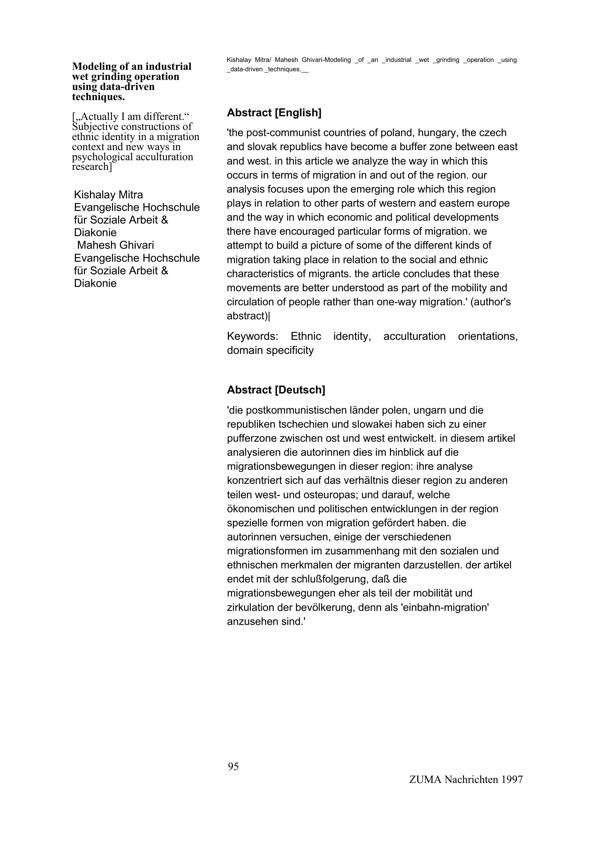 Kishalay Mitra/ Mahesh Ghivari-Modeling _of _an _industrial _wet _grinding _operation _using
_data-driven _techniques.__
Modeling of an industrial
wet grinding operation
using data-driven
techniques.
[„Actually I am different.“
Subjective constructions of
ethnic identity in a migration
context and new ways in
psychological acculturation
research]
Kishalay Mitra
Evangelische Hochschule
für Soziale Arbeit &
Diakonie
Mahesh Ghivari
Evangelische Hochschule
für Soziale Arbeit &
Diakonie
Abstract [English]
'the post-communist countries of poland, hungary, the czech
and slovak republics have become a buffer zone between east
and west. in this article we analyze the way in which this
occurs in terms of migration in and out of the region. our
analysis focuses upon the emerging role which this region
plays in relation to other parts of western and eastern europe
and the way in which economic and political developments
there have encouraged particular forms of migration. we
attempt to build a picture of some of the different kinds of
migration taking place in relation to the social and ethnic
characteristics of migrants. the article concludes that these
movements are better understood as part of the mobility and
circulation of people rather than one-way migration.' (author's
abstract)|
Keywords: Ethnic identity, acculturation orientations,
domain specificity
Abstract [Deutsch]
'die postkommunistischen länder polen, ungarn und die
republiken tschechien und slowakei haben sich zu einer
pufferzone zwischen ost und west entwickelt. in diesem artikel
analysieren die autorinnen dies im hinblick auf die
migrationsbewegungen in dieser region: ihre analyse
konzentriert sich auf das verhältnis dieser region zu anderen
teilen west- und osteuropas; und darauf, welche
ökonomischen und politischen entwicklungen in der region
spezielle formen von migration gefördert haben. die
autorinnen versuchen, einige der verschiedenen
migrationsformen im zusammenhang mit den sozialen und
ethnischen merkmalen der migranten darzustellen. der artikel
endet mit der schlußfolgerung, daß die
migrationsbewegungen eher als teil der mobilität und
zirkulation der bevölkerung, denn als 'einbahn-migration'
anzusehen sind.'
95
ZUMA Nachrichten 1997